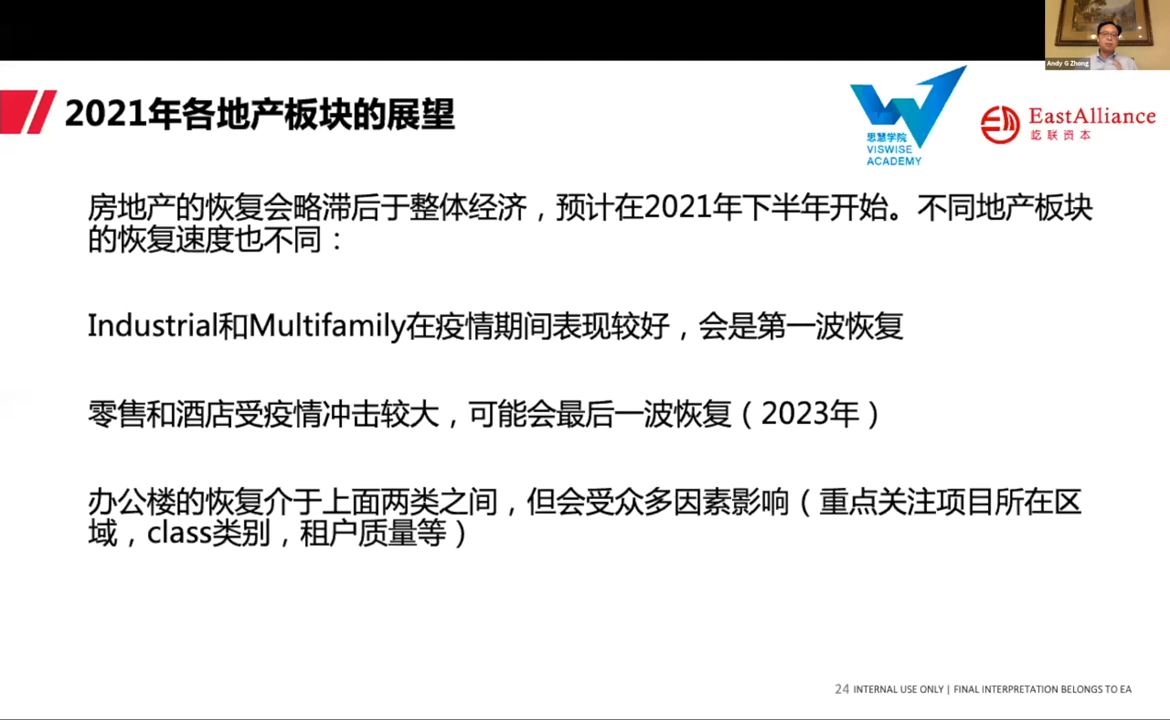 Andy G Zhong
2021年各地产板块的展望
思慧学院
VISWISE
ACADEMY
EastAlliance
屹联资本
房地产的恢复会略滞后于整体经济，预计在2021年下半年开始。不同地产板块
的恢复速度也不同：
Industrial和Multifamily在疫情期间表现较好，会是第一波恢复
零售和酒店受疫情冲击较大，可能会最后一波恢复（2023年）
办公楼的恢复介于上面两类之间，但会受众多因素影响（重点关注项目所在区
域，class类别，租户质量等）
24 INTERNAL USE ONLY | FINAL INTERPRETATION BELONGS TO EA